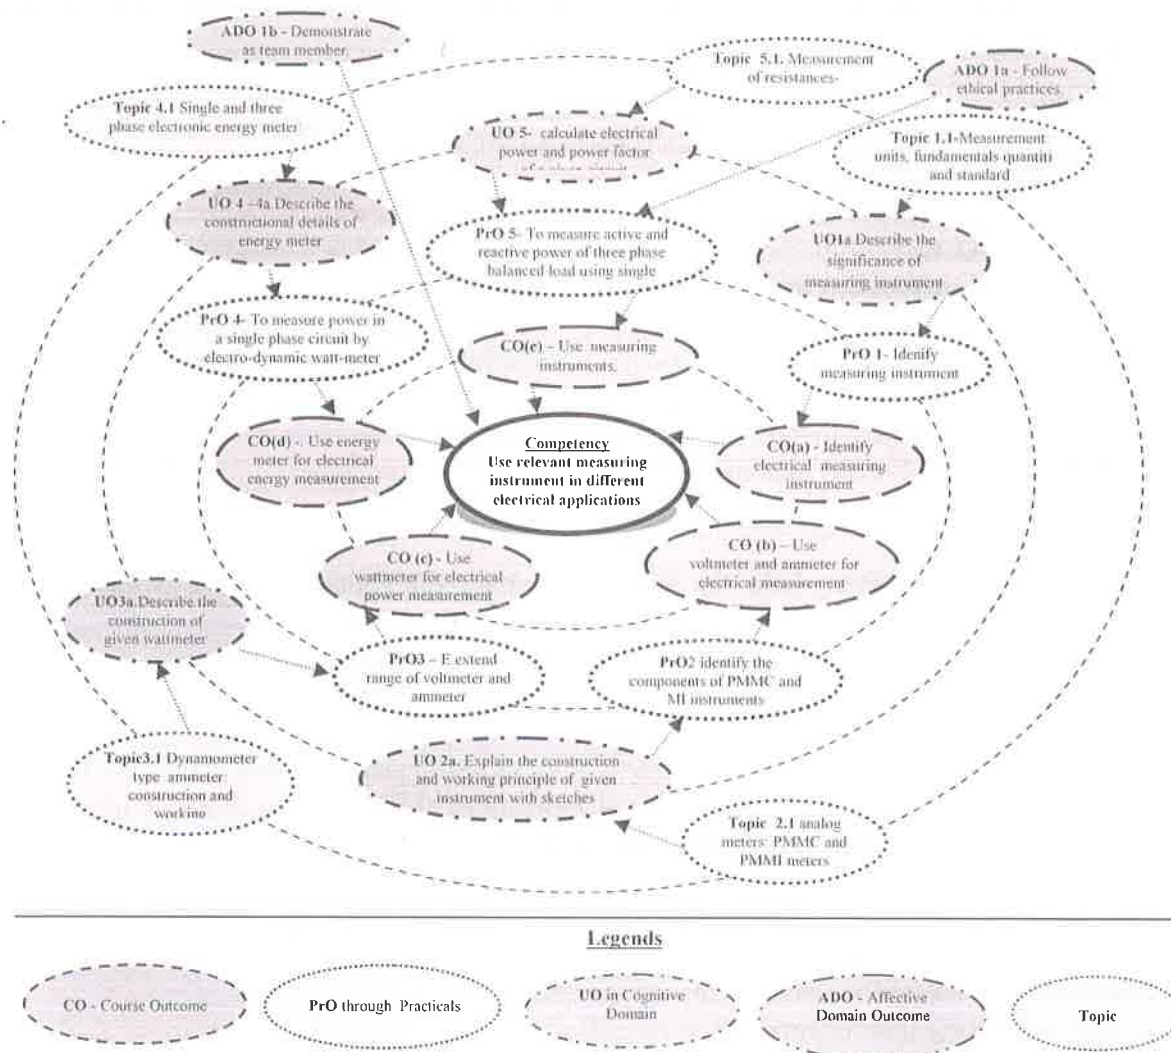 ADO 1b - Demonstrate
as team member
Topic 5.1. Measurement
of resistances-
ADO 1a - Follow
ethical practices
Topic 4.1 Single and three
phase electronic energy meter
UO 5- calculate electrical
power and power factor
Topic 1.1-Measurement
units, fundamentals quantiti
and standard
UO 4 –4a.Describe the
constructional details of
energy meter
PrO 5- To measure active and
reactive power of three phase
balanced load using single
UO1a.Describe the
significance of
measuring instrument
PrO 4- To measure power in
a single phase circuit by
electro-dynamic watt-meter
CO(e) – Use measuring
instruments.
PrO 1- Idenify
measuring instrument
CO(d) - Use energy
meter for electrical
energy measurement
Competency
Use relevant measuring
instrument in different
electrical applications
CO(a) - Identify
electrical measuring
instrument
CO (c) - Use
wattmeter for electrical
power measurement
CO (b) – Use
voltmeter and ammeter for
electrical measurement
UO3a.Describe the
construction of
given wattmeter
PrO3 – E extend
range of voltmeter and
ammeter
PrO2 identify the
components of PMMC and
MI instruments
Topic3.1 Dynamometer
type ammeter:
construction and
working
UO 2a. Explain the construction
and working principle of given
instrument with sketches
Topic 2.1 analog
meters: PMMC and
PMMI meters
Legends
CO - Course Outcome
PrO through Practicals
UO in Cognitive
Domain
ADO - Affective
Domain Outcome
Topic